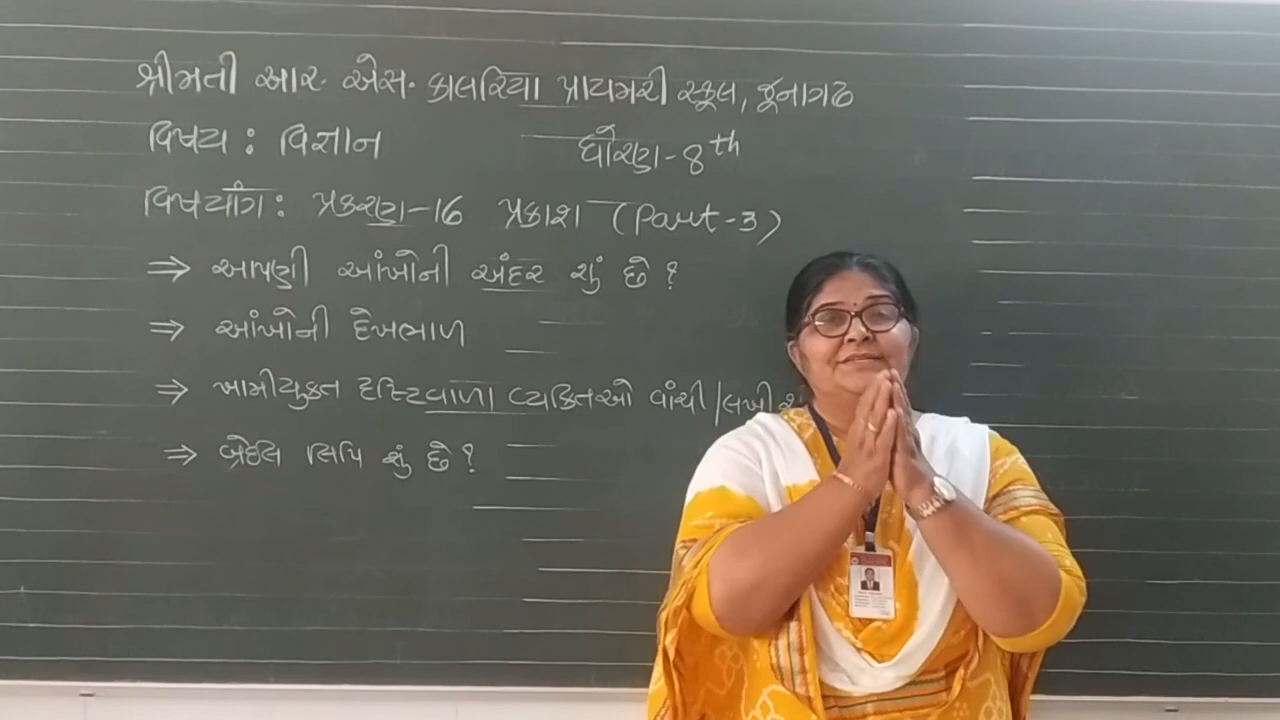 શ્રીમતી આર. એસ. કાલરિયા પ્રાયમરી સ્કૂલ, જૂનાગઢ
વિષય : વિજ્ઞાન ધોરણ - 8th
વિષયાંગ : પ્રકરણ - 16 પ્રકાશ (Part - 3)
⇒ આપણી આંખોની અંદર શું છે ?
⇒ આંખોની દેખભાળ
⇒ ખામીયુક્ત દૃષ્ટિવાળા વ્યક્તિઓ વાંચી/લખી
⇒ બ્રેઈલ લિપિ શું છે ?